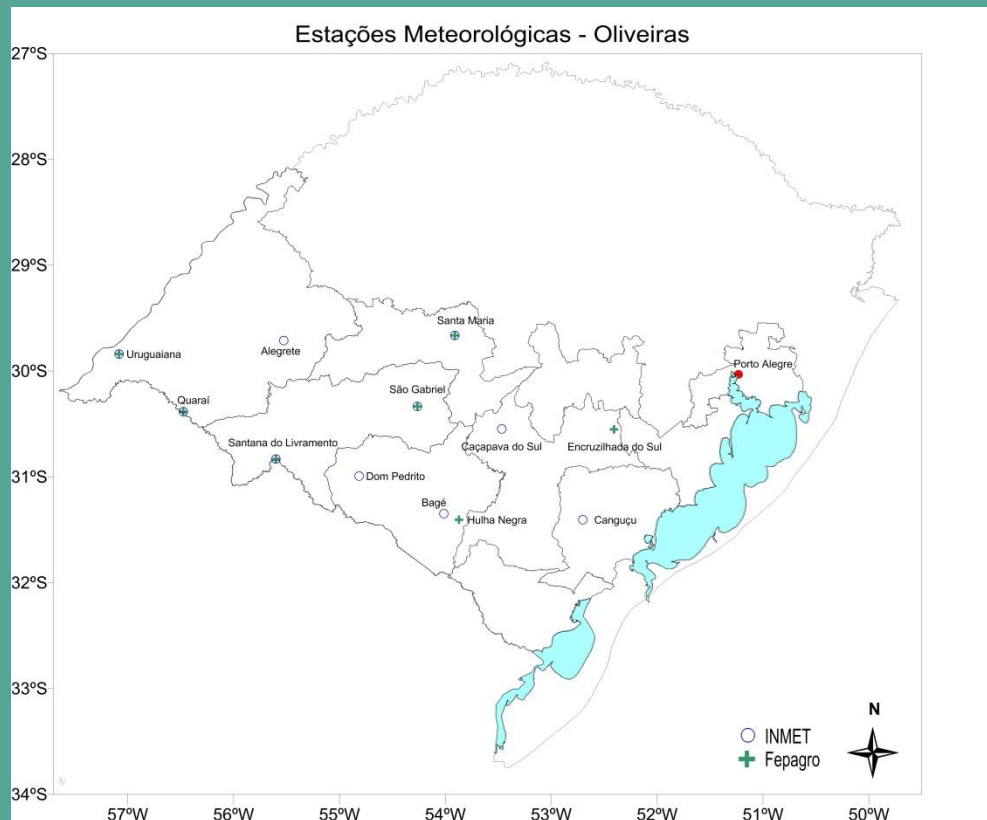 Estações Meteorológicas - Oliveiras
27ºS
28ºS
29ºS
Santa Maria
Uruguaiana
Alegrete
Porto Alegre
30ºS
Quaraí
São Gabriel
Santana do Livramento
Caçapava do Sul
Encruzilhada do Sul
31ºS
Dom Pedrito
Bagé
Hulha Negra
Canguçu
32ºS
33ºS
N
INMET
Fepagro
34ºS
57ºW 56ºW 55ºW 54ºW 53ºW 52ºW 51ºW 50ºW